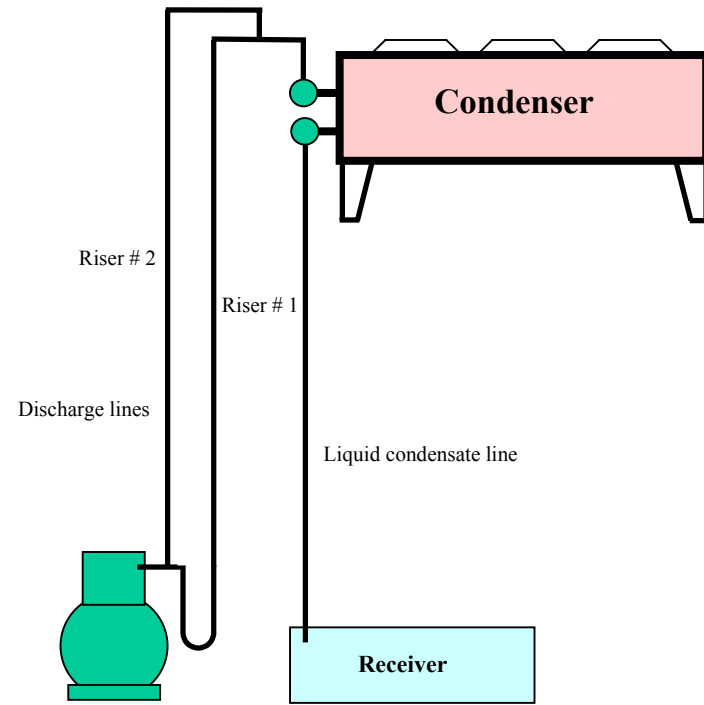 Condenser
Riser # 2
Riser # 1
Discharge lines
Liquid condensate line
Receiver